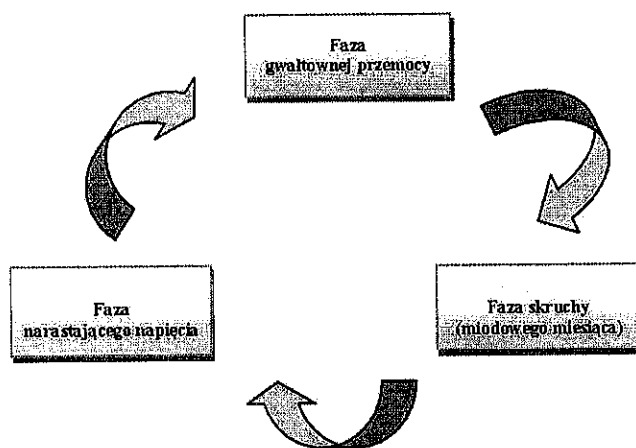 Faza
gwałtownej przemocy
Faza
narastającego napięcia
Faza skruchy
(miodowego miesiąca)